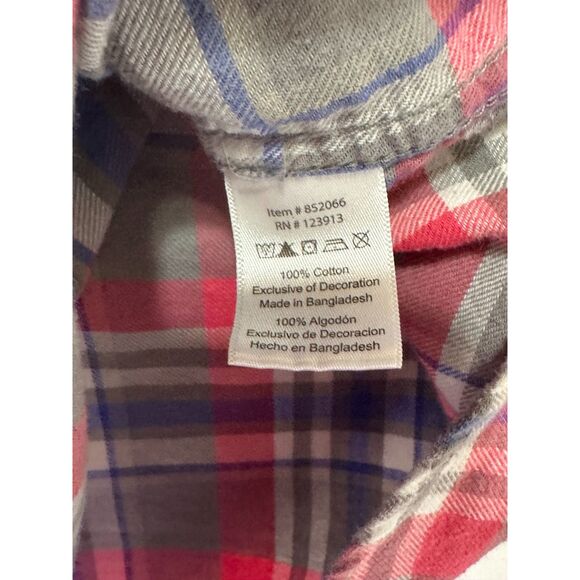 Item # 852066
RN # 123913
100% Cotton
Exclusive of Decoration
Made in Bangladesh
100% Algodón
Exclusivo de Decoracion
Hecho en Bangladesh